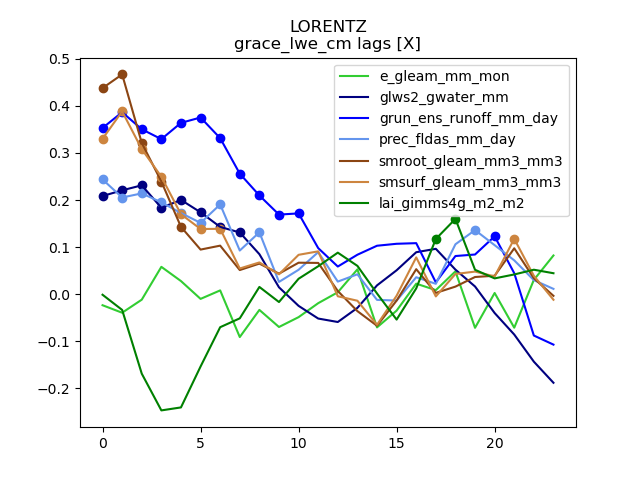 LORENTZ
grace_lwe_cm lags [X]
e_gleam_mm_mon
glws2_gwater_mm
grun_ens_runoff_mm_day
prec_fldas_mm_day
smroot_gleam_mm3_mm3
smsurf_gleam_mm3_mm3
lai_gimms4g_m2_m2
0.5
0.4
0.3
0.2
0.1
0.0
−0.1
−0.2
0
5
10
15
20